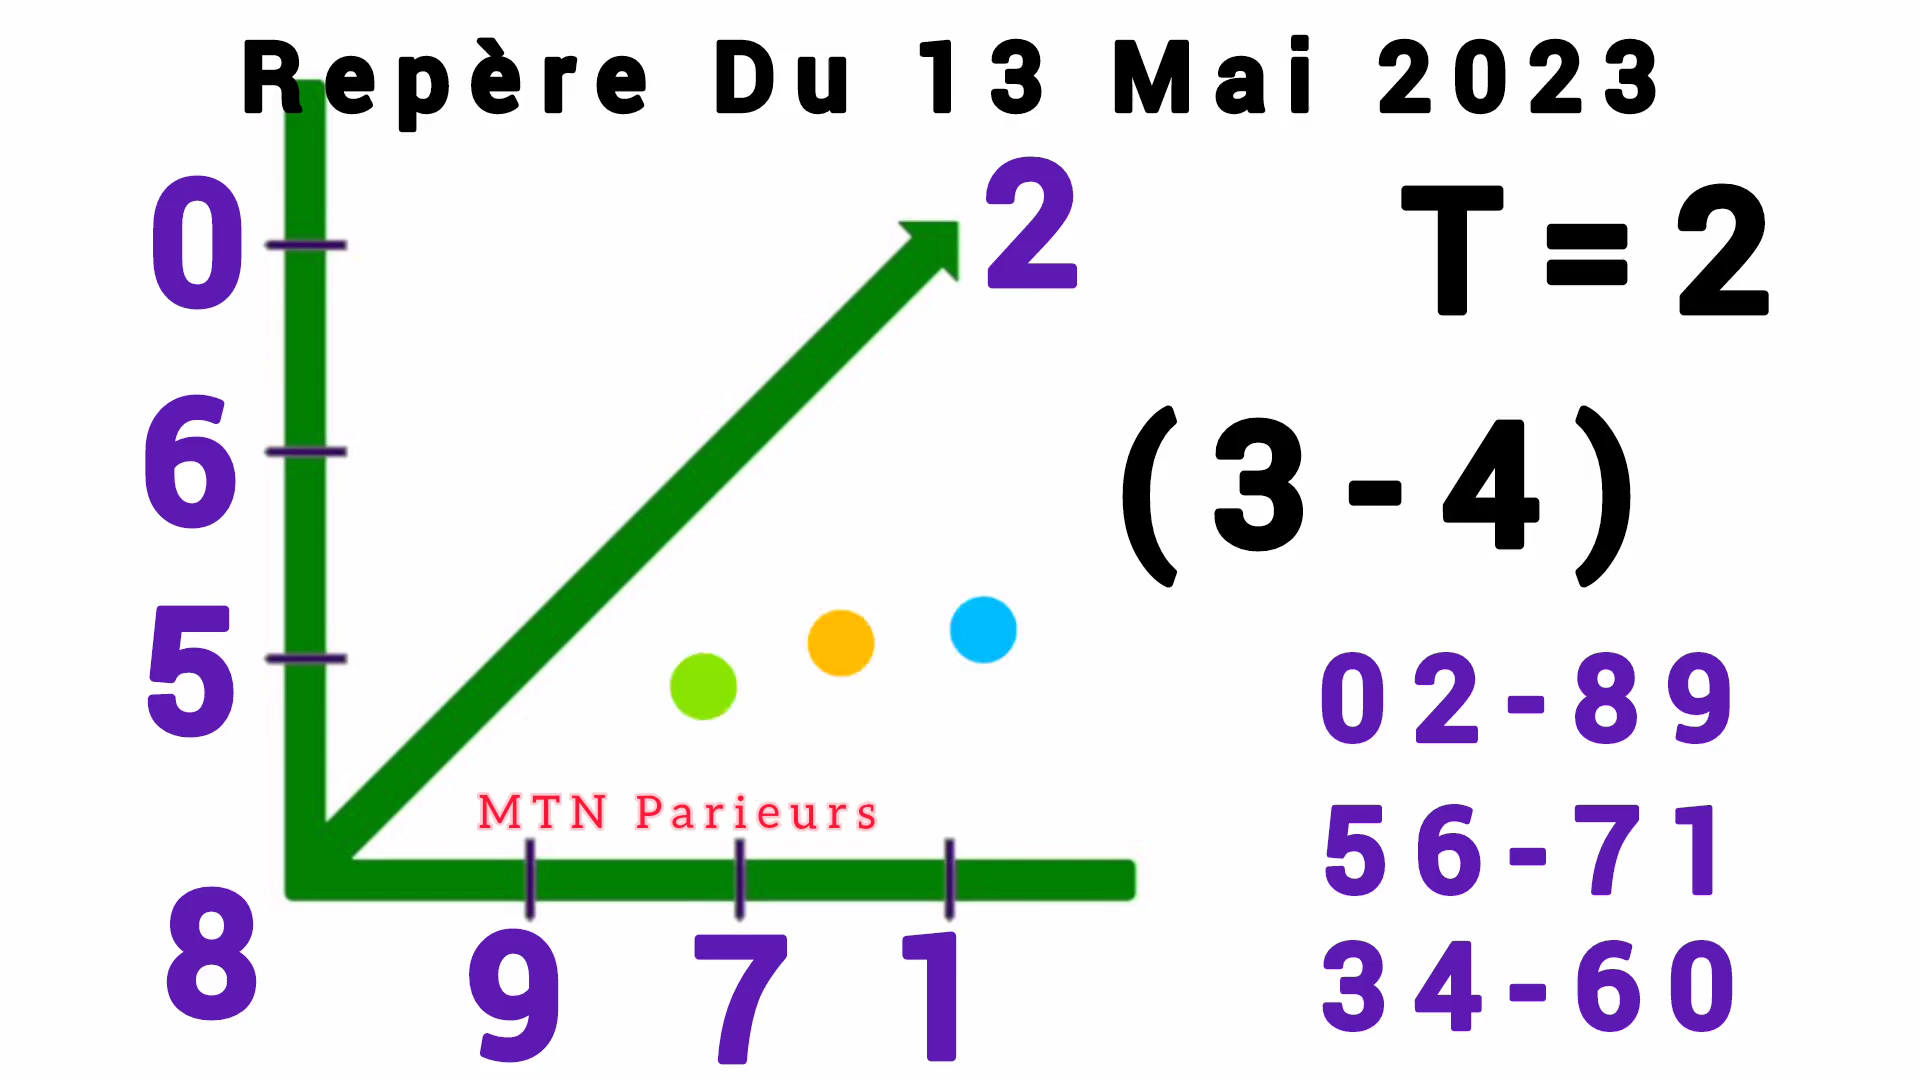 Repère Du 13 Mai 2023
0
2
T=2
6
(3-4)
5
02-89
MTN Parieurs
56-71
8
9 7 1
34-60